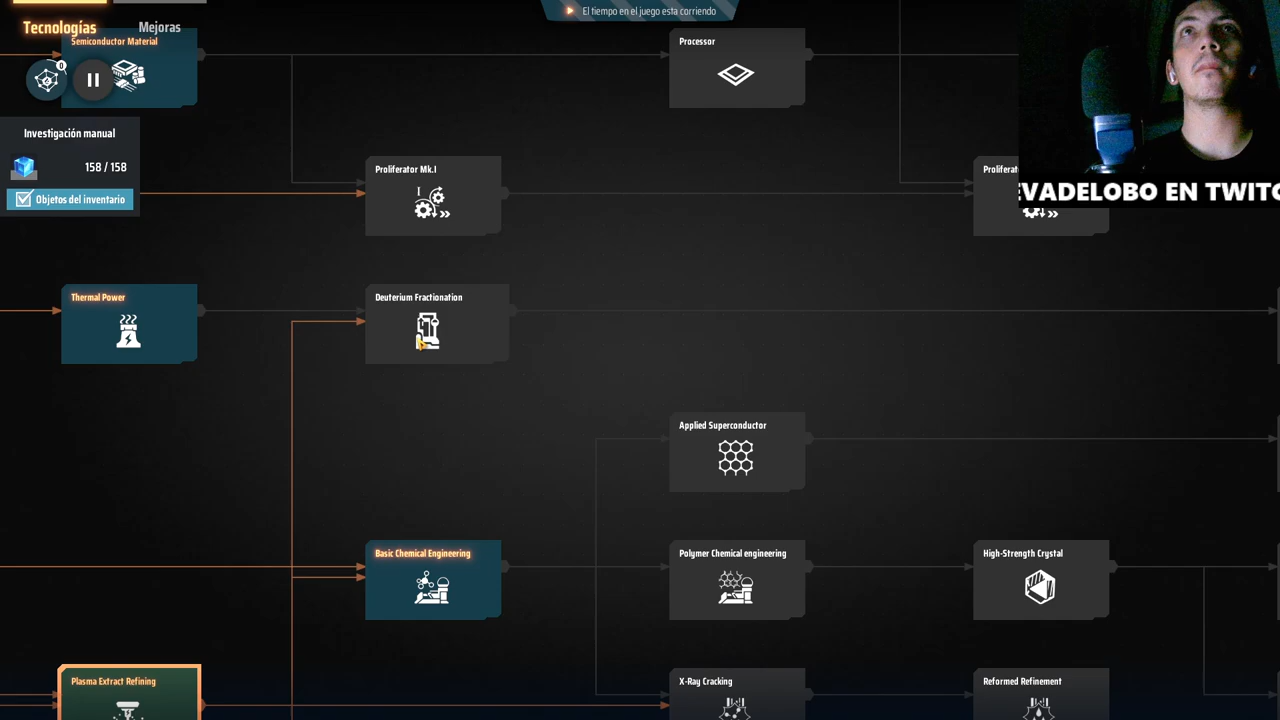 El tiempo en el juego esta corriendo
Tecnologías
Mejoras
Semiconductor Material
Processor
0
Investigación manual
158 / 158
Objetos del inventario
Proliferator Mk.I
I
EN TWITC
Thermal Power
Deuterium Fractionation
Applied Superconductor
Basic Chemical Engineering
Polymer Chemical engineering
High-Strength Crystal
Plasma Extract Refining
X-Ray Cracking
Reformed Refinement